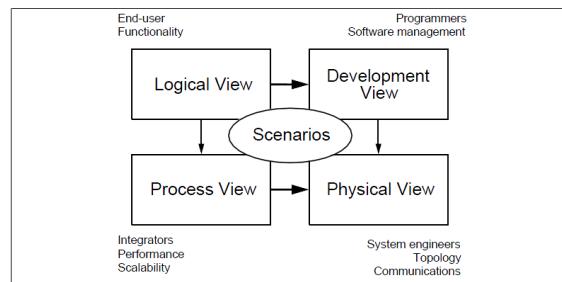 End-user
Functionality
Programmers
Software management
Logical View
Development
View
Scenarios
Process View
Physical View
Integrators
Performance
Scalability
System engineers
Topology
Communications